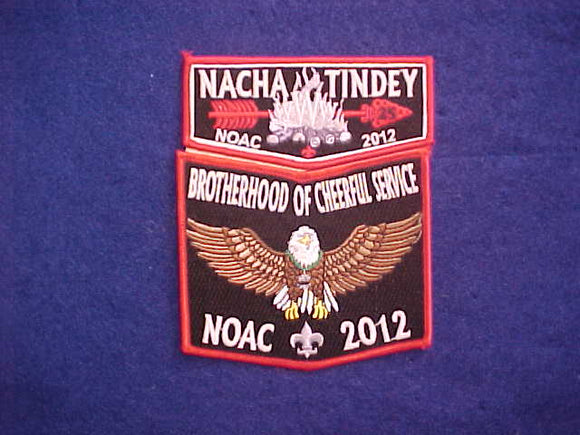 NACHA TINDEY
NOAC 2012
BROTHERHOOD OF CHEERFUL SERVICE
NOAC 2012